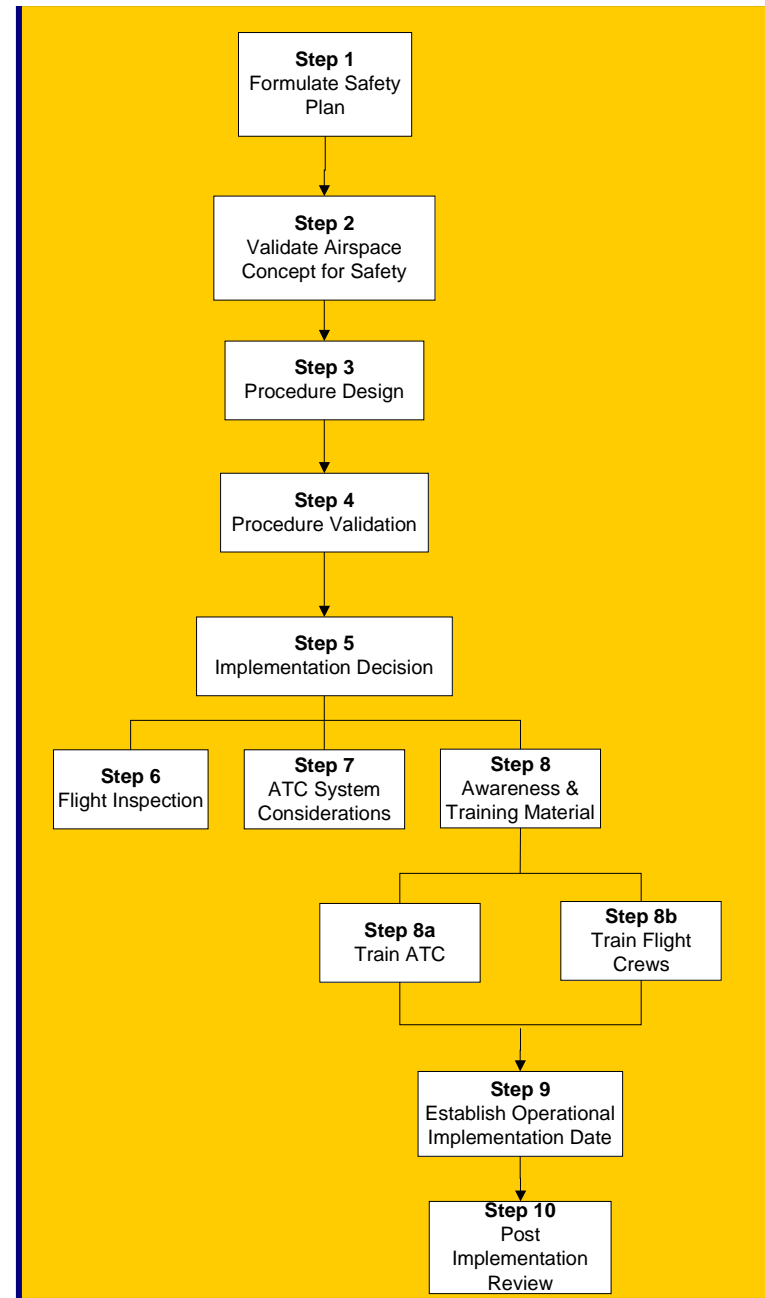 Step 1
Formulate Safety
Plan
Step 2
Validate Airspace
Concept for Safety
Step 3
Procedure Design
Step 4
Procedure Validation
Step 5
Implementation Decision
Step 6
Flight Inspection
Step 7
ATC System
Considerations
Step 8
Awareness &
Training Material
Step 8a
Train ATC
Step 8b
Train Flight
Crews
Step 9
Establish Operational
Implementation Date
Step 10
Post
Implementation
Review